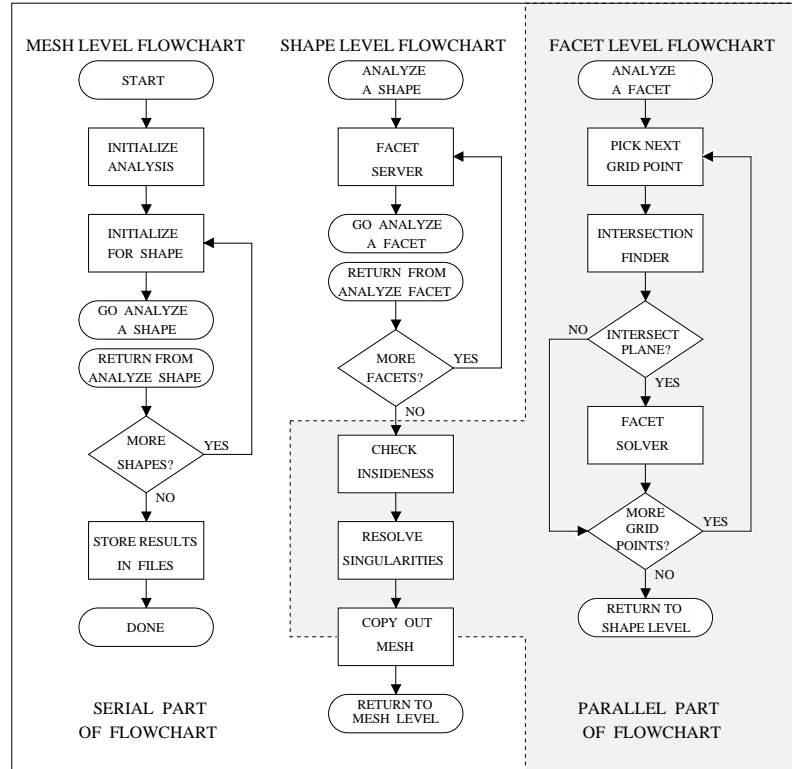 MESH LEVEL FLOWCHART
START
INITIALIZE
ANALYSIS
INITIALIZE
FOR SHAPE
GO ANALYZE
A SHAPE
RETURN FROM
ANALYZE SHAPE
MORE
SHAPES?
YES
NO
STORE RESULTS
IN FILES
DONE
SERIAL PART
OF FLOWCHART
SHAPE LEVEL FLOWCHART
ANALYZE
A SHAPE
FACET
SERVER
GO ANALYZE
A FACET
RETURN FROM
ANALYZE FACET
MORE
FACETS?
YES
NO
CHECK
INSIDENESS
RESOLVE
SINGULARITIES
COPY OUT
MESH
RETURN TO
MESH LEVEL
FACET LEVEL FLOWCHART
ANALYZE
A FACET
PICK NEXT
GRID POINT
INTERSECTION
FINDER
NO
INTERSECT
PLANE?
YES
FACET
SOLVER
MORE
GRID
POINTS?
YES
NO
RETURN TO
SHAPE LEVEL
PARALLEL PART
OF FLOWCHART